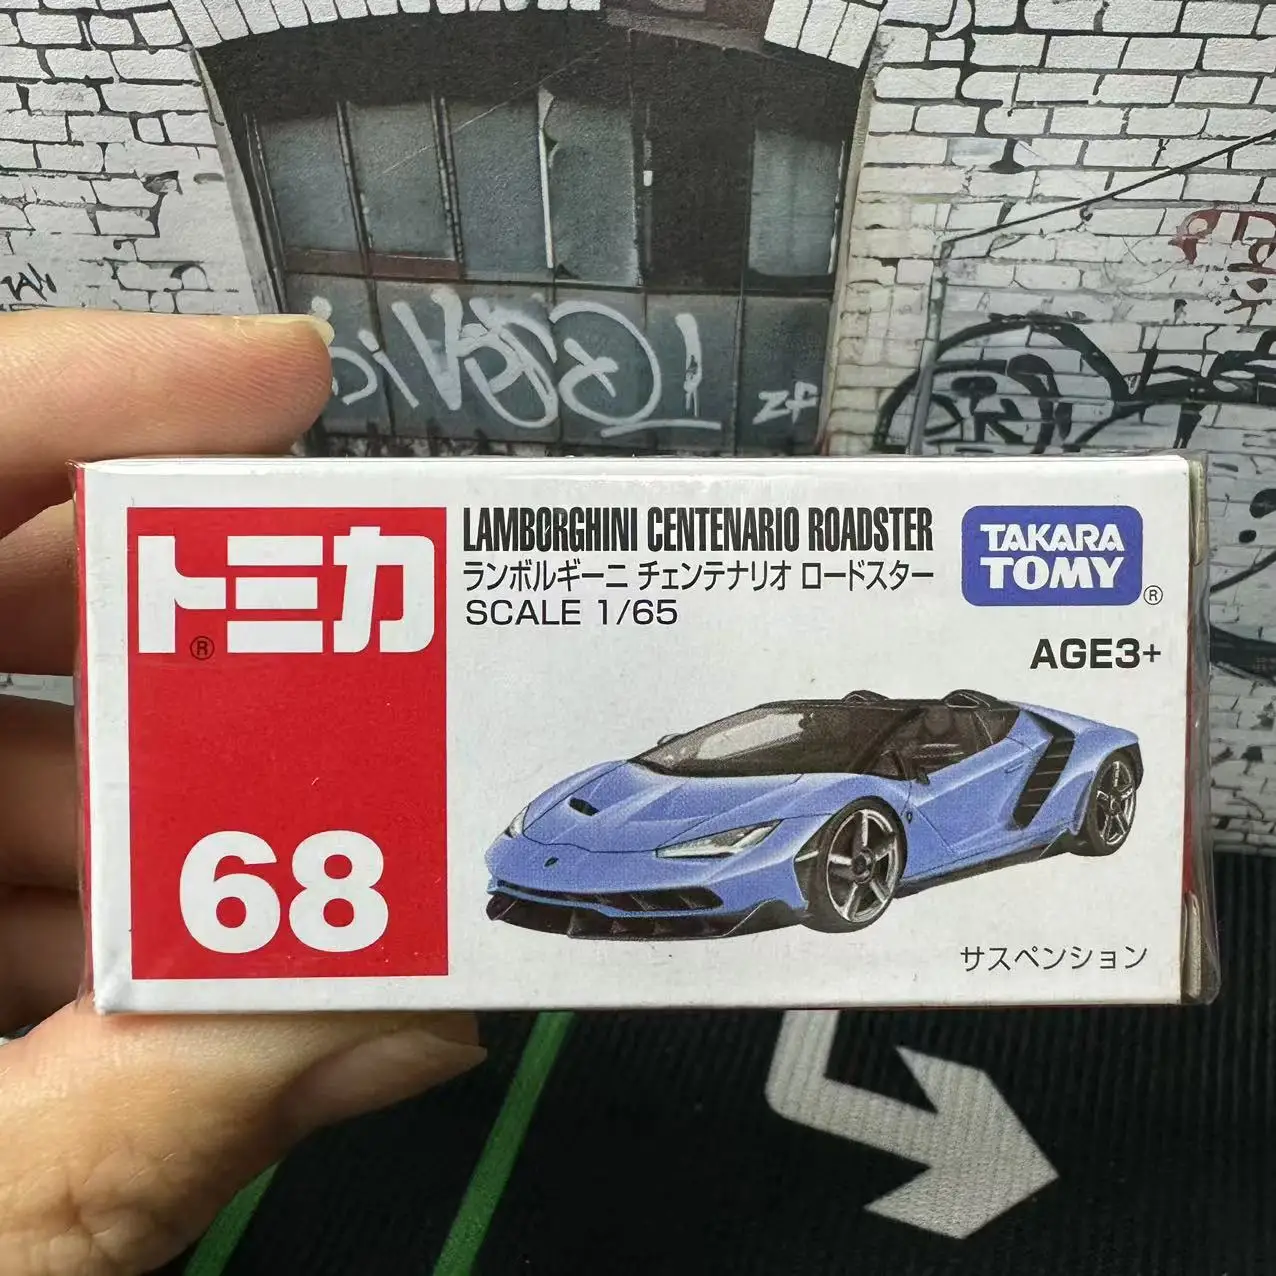 トミカ
®
68
LAMBORGHINI CENTENARIO ROADSTER
ランボルギーニ チェンテナリオ ロードスター
SCALE 1/65
TAKARA
TOMY
®
AGE3+
サスペンション
ZF